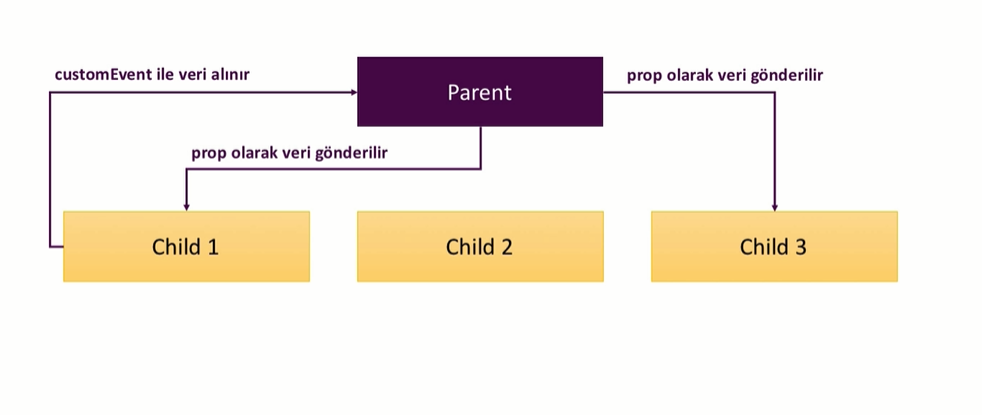 customEvent ile veri alınır
Parent
prop olarak veri gönderilir
prop olarak veri gönderilir
Child 1
Child 2
Child 3